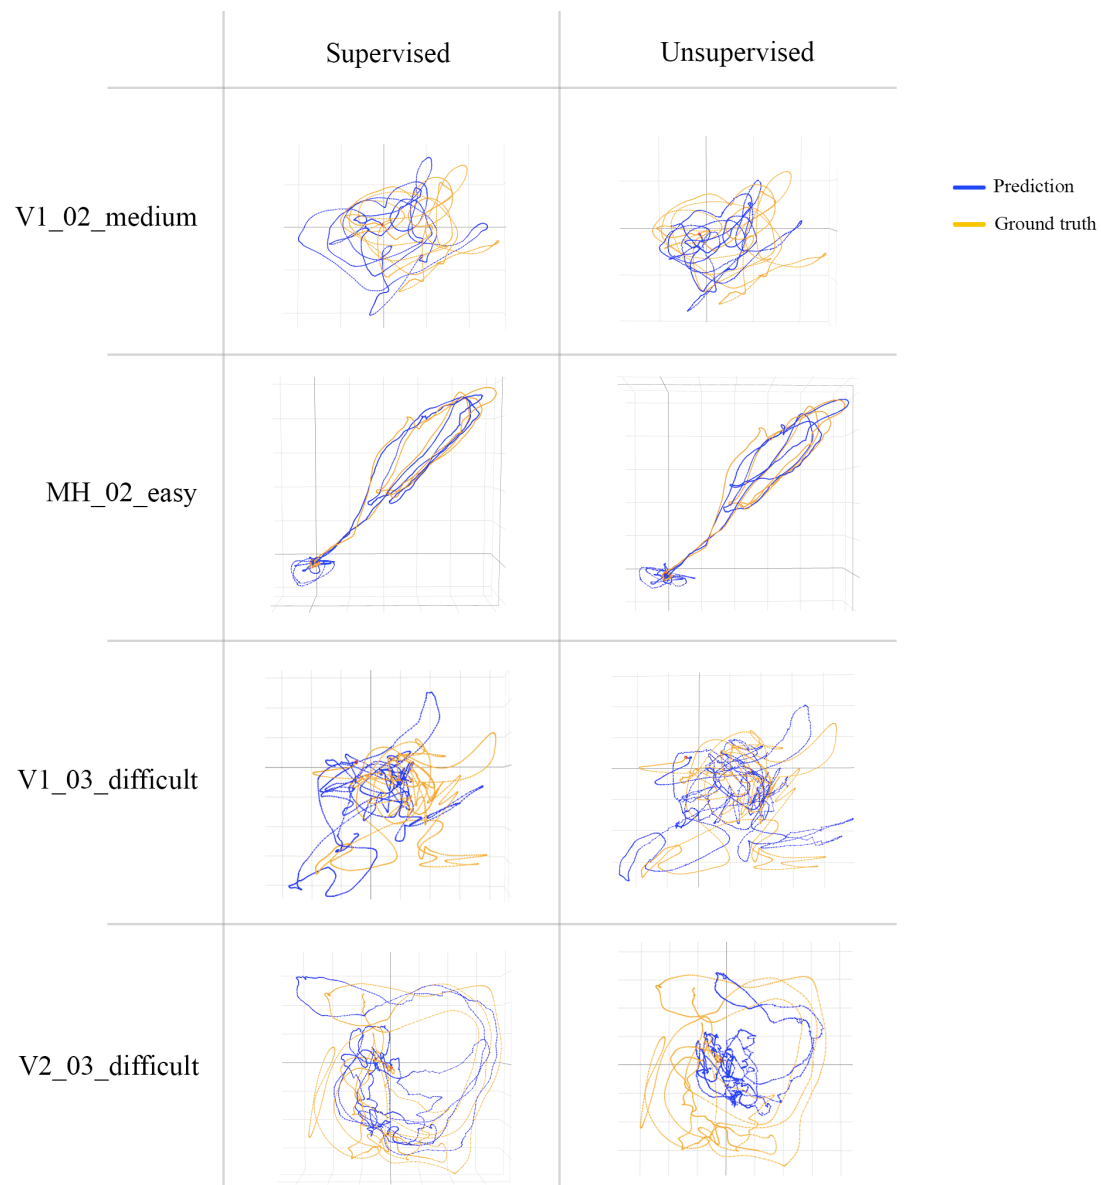 Supervised
Unsupervised
V1_02_medium
Prediction
Ground truth
MH_02_easy
V1_03_difficult
V2_03_difficult